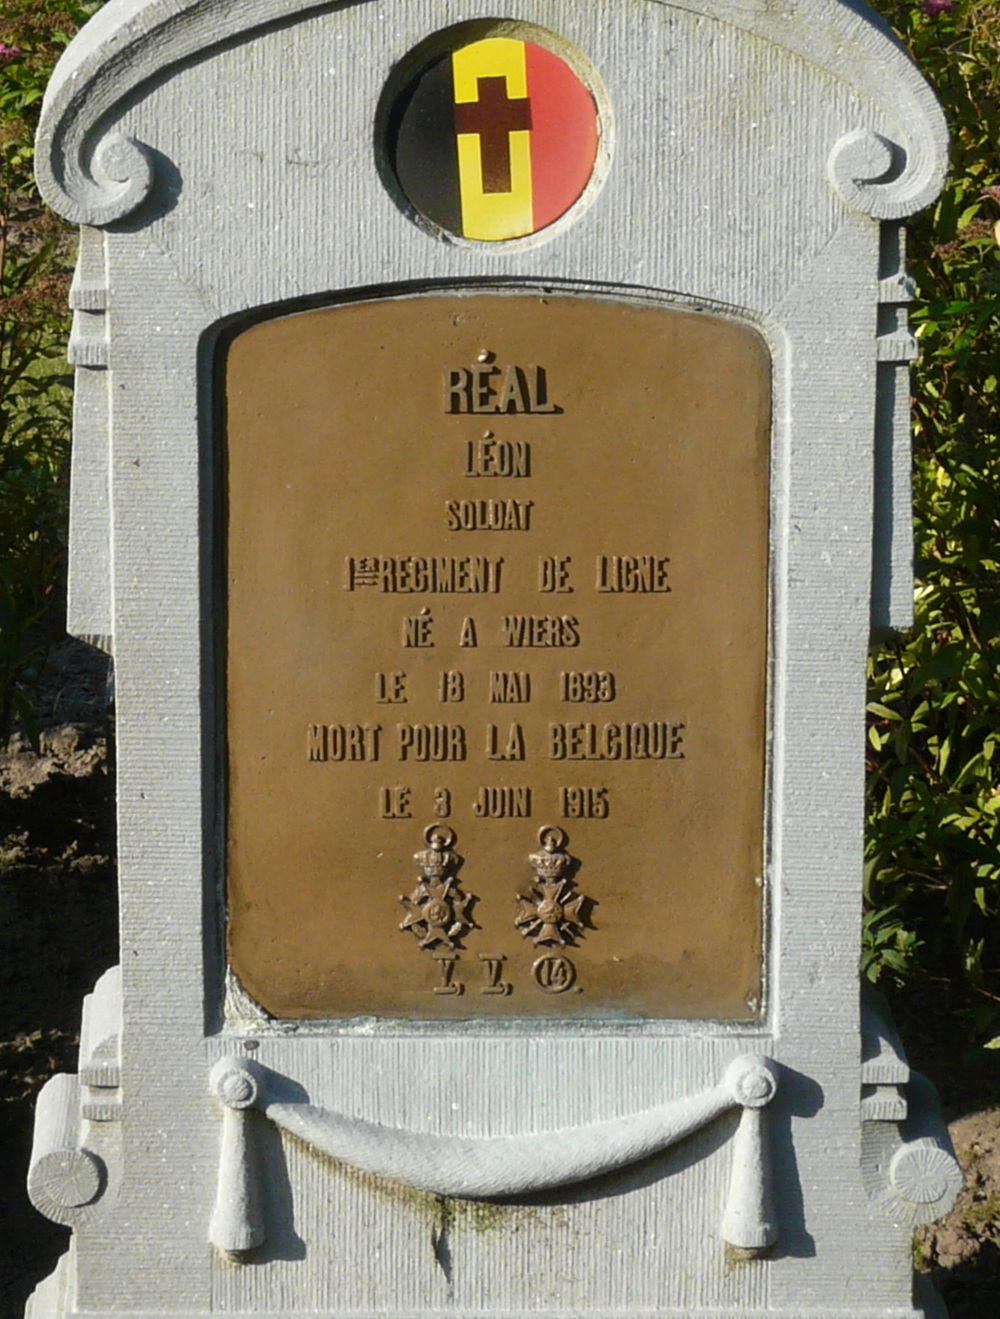 RÉAL
LÉON
SOLDAT
1ER REGIMENT DE LIGNE
NÉ A WIERS
LE 18 MAI 1893
MORT POUR LA BELGIQUE
LE 3 JUIN 1915
V. V. 14.